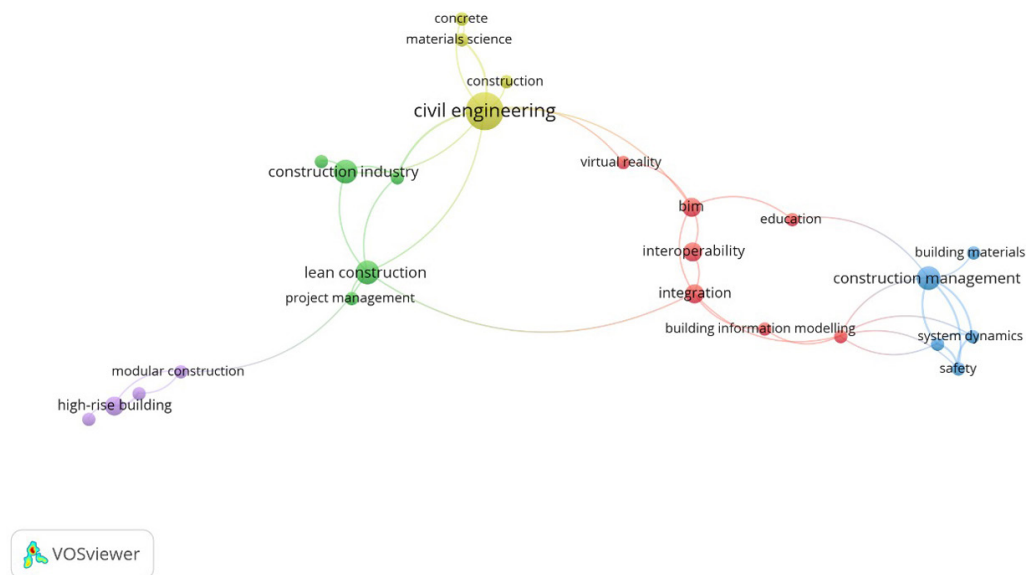 concrete
materials science
construction
civil engineering
virtual reality
construction industry
bim
education
interoperability
building materials
lean construction
construction management
project management
integration
building information modelling
system dynamics
safety
modular construction
high-rise building
VOSviewer